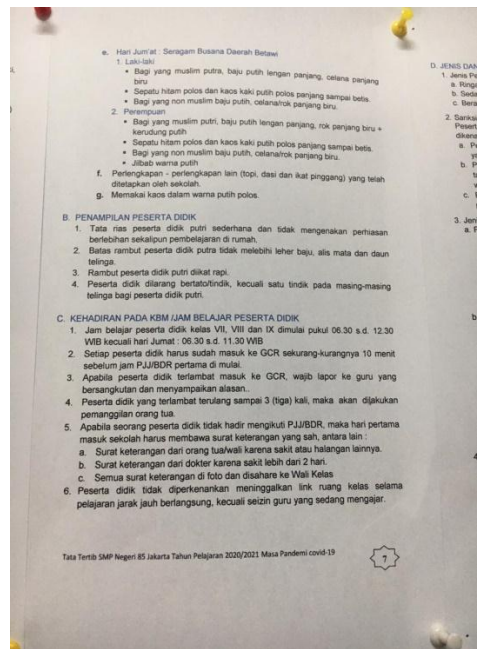 e. Hari Jum'at : Seragam Busana Daerah Betawi
1. Laki-laki
• Bagi yang muslim putra, baju putih lengan panjang, celana panjang
biru
• Sepatu hitam polos dan kaos kaki putih polos panjang sampai betis.
• Bagi yang non muslim baju putih, celana/rok panjang biru.
2. Perempuan
• Bagi yang muslim putri, baju putih lengan panjang, rok panjang biru +
kerudung putih
• Sepatu hitam polos dan kaos kaki putih polos panjang sampai betis.
• Bagi yang non muslim baju putih, celana/rok panjang biru.
• Jilbab warna putih
f. Perlengkapan - perlengkapan lain (topi, dasi dan ikat pinggang) yang telah
ditetapkan oleh sekolah.
g. Memakai kaos dalam warna putih polos.
B. PENAMPILAN PESERTA DIDIK
1. Tata rias peserta didik putri sederhana dan tidak mengenakan perhiasan
berlebihan sekalipun pembelajaran di rumah.
2. Batas rambut peserta didik putra tidak melebihi leher baju, alis mata dan daun
telinga.
3. Rambut peserta didik putri diikat rapi.
4. Peserta didik dilarang bertato/tindik, kecuali satu tindik pada masing-masing
telinga bagi peserta didik putri.
C. KEHADIRAN PADA KBM /JAM BELAJAR PESERTA DIDIK
1. Jam belajar peserta didik kelas VII, VIII dan IX dimulai pukul 06.30 s.d. 12.30
WIB kecuali hari Jumat : 06.30 s.d. 11.30 WIB
2. Setiap peserta didik harus sudah masuk ke GCR sekurang-kurangnya 10 menit
sebelum jam PJJ/BDR pertama di mulai.
3. Apabila peserta didik terlambat masuk ke GCR, wajib lapor ke guru yang
bersangkutan dan menyampaikan alasan..
4. Peserta didik yang terlambat terulang sampai 3 (tiga) kali, maka akan dilakukan
pemanggilan orang tua.
5. Apabila seorang peserta didik tidak hadir mengikuti PJJ/BDR, maka hari pertama
masuk sekolah harus membawa surat keterangan yang sah, antara lain :
a. Surat keterangan dari orang tua/wali karena sakit atau halangan lainnya.
b. Surat keterangan dari dokter karena sakit lebih dari 2 hari.
c. Semua surat keterangan di foto dan disahare ke Wali Kelas
6. Peserta didik tidak diperkenankan meninggalkan link ruang kelas selama
pelajaran jarak jauh berlangsung, kecuali seizin guru yang sedang mengajar.
Tata Tertib SMP Negeri 85 Jakarta Tahun Pelajaran 2020/2021 Masa Pandemi covid-19
7
D. JENIS DAN
1. Jenis
a.
b.
c.
2.
a.
b.
c.
3. Jen
a.
b